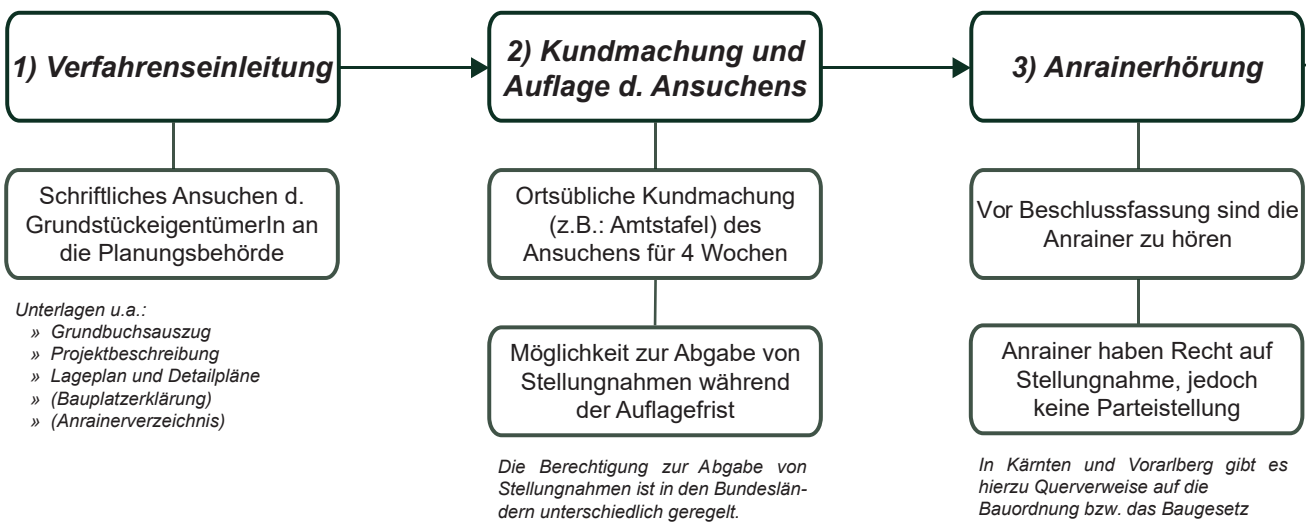 1) Verfahrenseinleitung
Schriftliches Ansuchen d.
GrundstückeigentümerIn an
die Planungsbehörde
Unterlagen u.a.:
» Grundbuchsauszug
» Projektbeschreibung
» Lageplan und Detailpläne
» (Bauplatzerklärung)
» (Anrainerverzeichnis)
2) Kundmachung und
Auflage d. Ansuchens
Ortsübliche Kundmachung
(z.B.: Amtstafel) des
Ansuchens für 4 Wochen
Möglichkeit zur Abgabe von
Stellungnahmen während
der Auflagefrist
Die Berechtigung zur Abgabe von
Stellungnahmen ist in den Bundeslän-
dern unterschiedlich geregelt.
3) Anrainerhörung
Vor Beschlussfassung sind die
Anrainer zu hören
Anrainer haben Recht auf
Stellungnahme, jedoch
keine Parteistellung
In Kärnten und Vorarlberg gibt es
hierzu Querverweise auf die
Bauordnung bzw. das Baugesetz